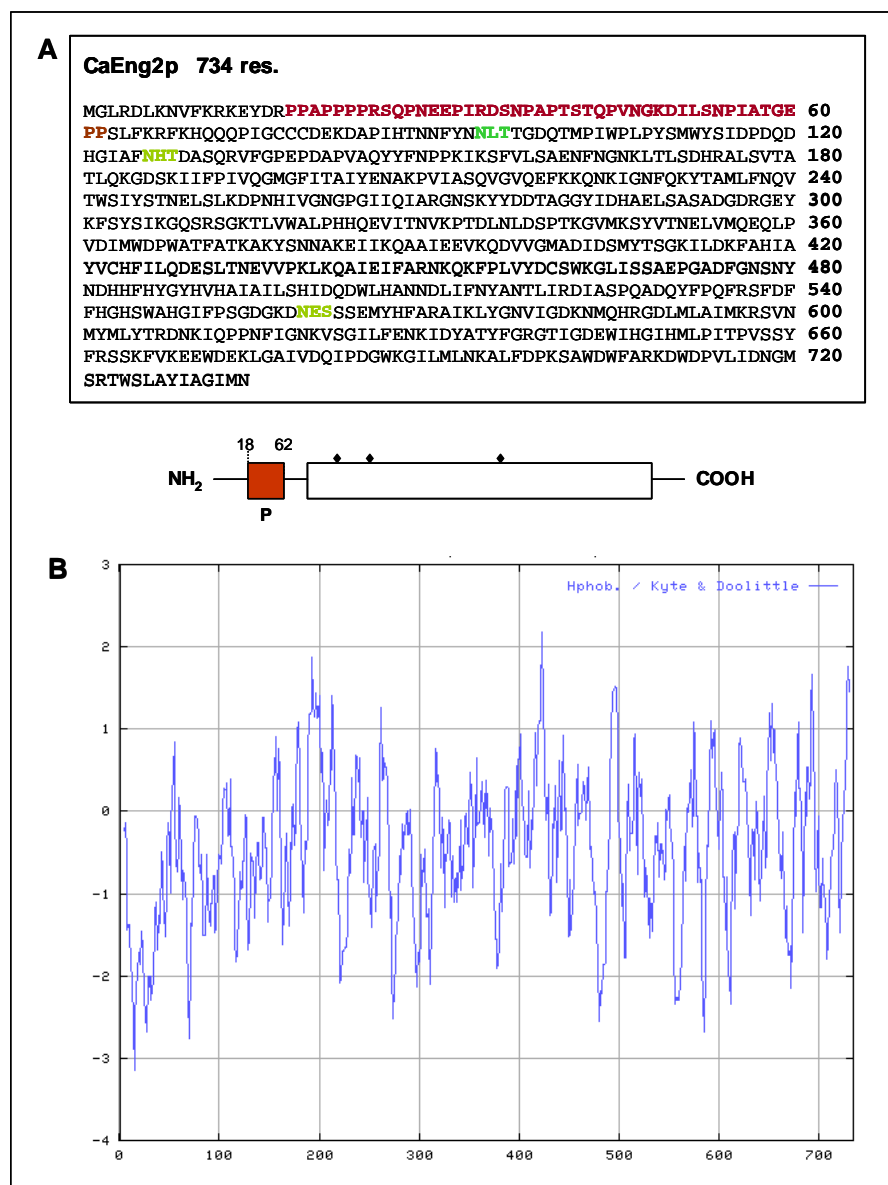 A
CaEng2p 734 res.
MGLRDLKNVFKRKEYDRPPAPPPPRSQPNEEPIRDSNPAPTSTQPVNGKDILSNPIATGE 60
PPSLFKRFKHQQQPIGCCCDEKDAPIHTNNFYNNLTTGDQTMPIWPLPYSMWYSIDPDQD 120
HGIAFNHTDASQRVFGPEPDAPVAQYYFNPPKIKSFVLSAENFNGNKLTLSDHRALSVTA 180
TLQKGDSKIIFPIVQGMGFITAIYENAKPVIASQVGVQEFKKQNKIGNFQKYTAMLFNQV 240
TWSIYSTNELSLKDPNHIVGNGPGIIQIARGNSKYYDDTAGGYIDHAELSASADGDRGEY 300
KFSYSIKGQSRSGKTLVWALPHHQEVITNVKPTDLNLDSPTKGVMKSYVTNELVMQEQLP 360
VDIMWDPWATFATKAKYSNNAKEIIKQAAIEEVKQDVVGMADIDSMYTSGKILDKFAHIA 420
YVCHFILQDESLTNEVVPKLKQAIEIFARNKQKFPLVYDCSWKGLISSAEPGADFGNSNY 480
NDHHFHYGYHVHAIAILSHIDQDWLHANNDLIFNYANTLIRDIASPQADQYFPQFRSFDF 540
FHGHSWAHGIFPSGDGKDNESSSEMYHFARAIKLYGNVIGDKNMQHRGDLMLAIMKRSVN 600
MYMLYTRDNKIQPPNFIGNKVSGILFENKIDYATYFGRGTIGDEWIHGIHMLPITPVSSY 660
FRSSKFVKEEWDEKLGAIVDQIPDGWKGILMLNKALFDPKSAWDWFARKDWDPVLIDNGM 720
SRTWSLAYIAGIMN
18 62
NH2 COOH
P
B
Hphob. / Kyte & Doolittle
3
2
1
0
-1
-2
-3
-4
0 100 200 300 400 500 600 700